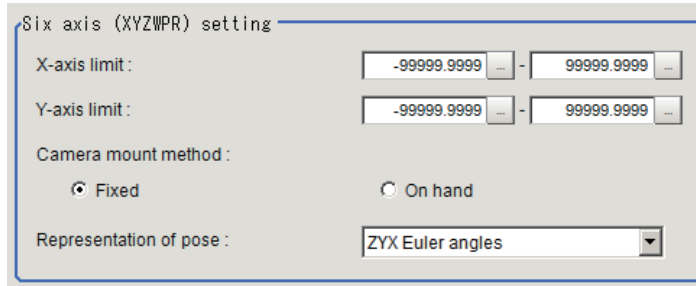 Six axis (XYZWPR) setting
X-axis limit : -99999.9999 ... - 99999.9999 ...
Y-axis limit : -99999.9999 ... - 99999.9999 ...
Camera mount method :
Fixed On hand
Representation of pose : ZYX Euler angles